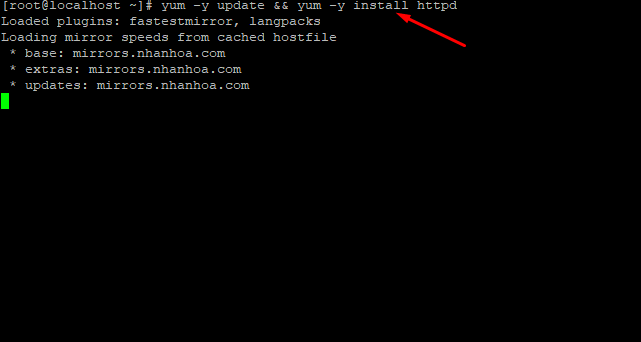 [root@localhost ~]# yum -y update && yum -y install httpd
Loaded plugins: fastestmirror, langpacks
Loading mirror speeds from cached hostfile
 * base: mirrors.nhanhoa.com
 * extras: mirrors.nhanhoa.com
 * updates: mirrors.nhanhoa.com